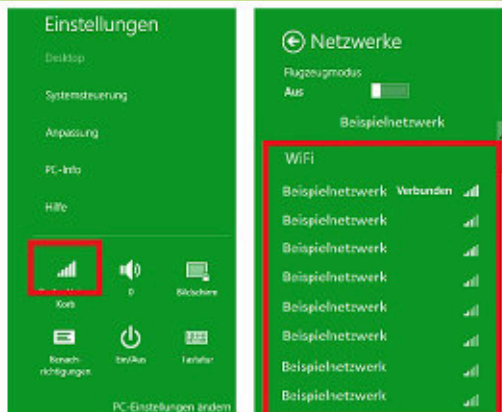 Einstellungen
Desktop
Systemsteuerung
Anpassung
PC-Info
Hilfe
Korb
0
Bildschirm
Benach-
richtigungen
Ein/Aus
Tastatur
PC-Einstellungen ändern
Netzwerke
Flugzeugmodus
Aus
Beispielnetzwerk
WiFi
Beispielnetzwerk Verbunden
Beispielnetzwerk
Beispielnetzwerk
Beispielnetzwerk
Beispielnetzwerk
Beispielnetzwerk
Beispielnetzwerk
Beispielnetzwerk